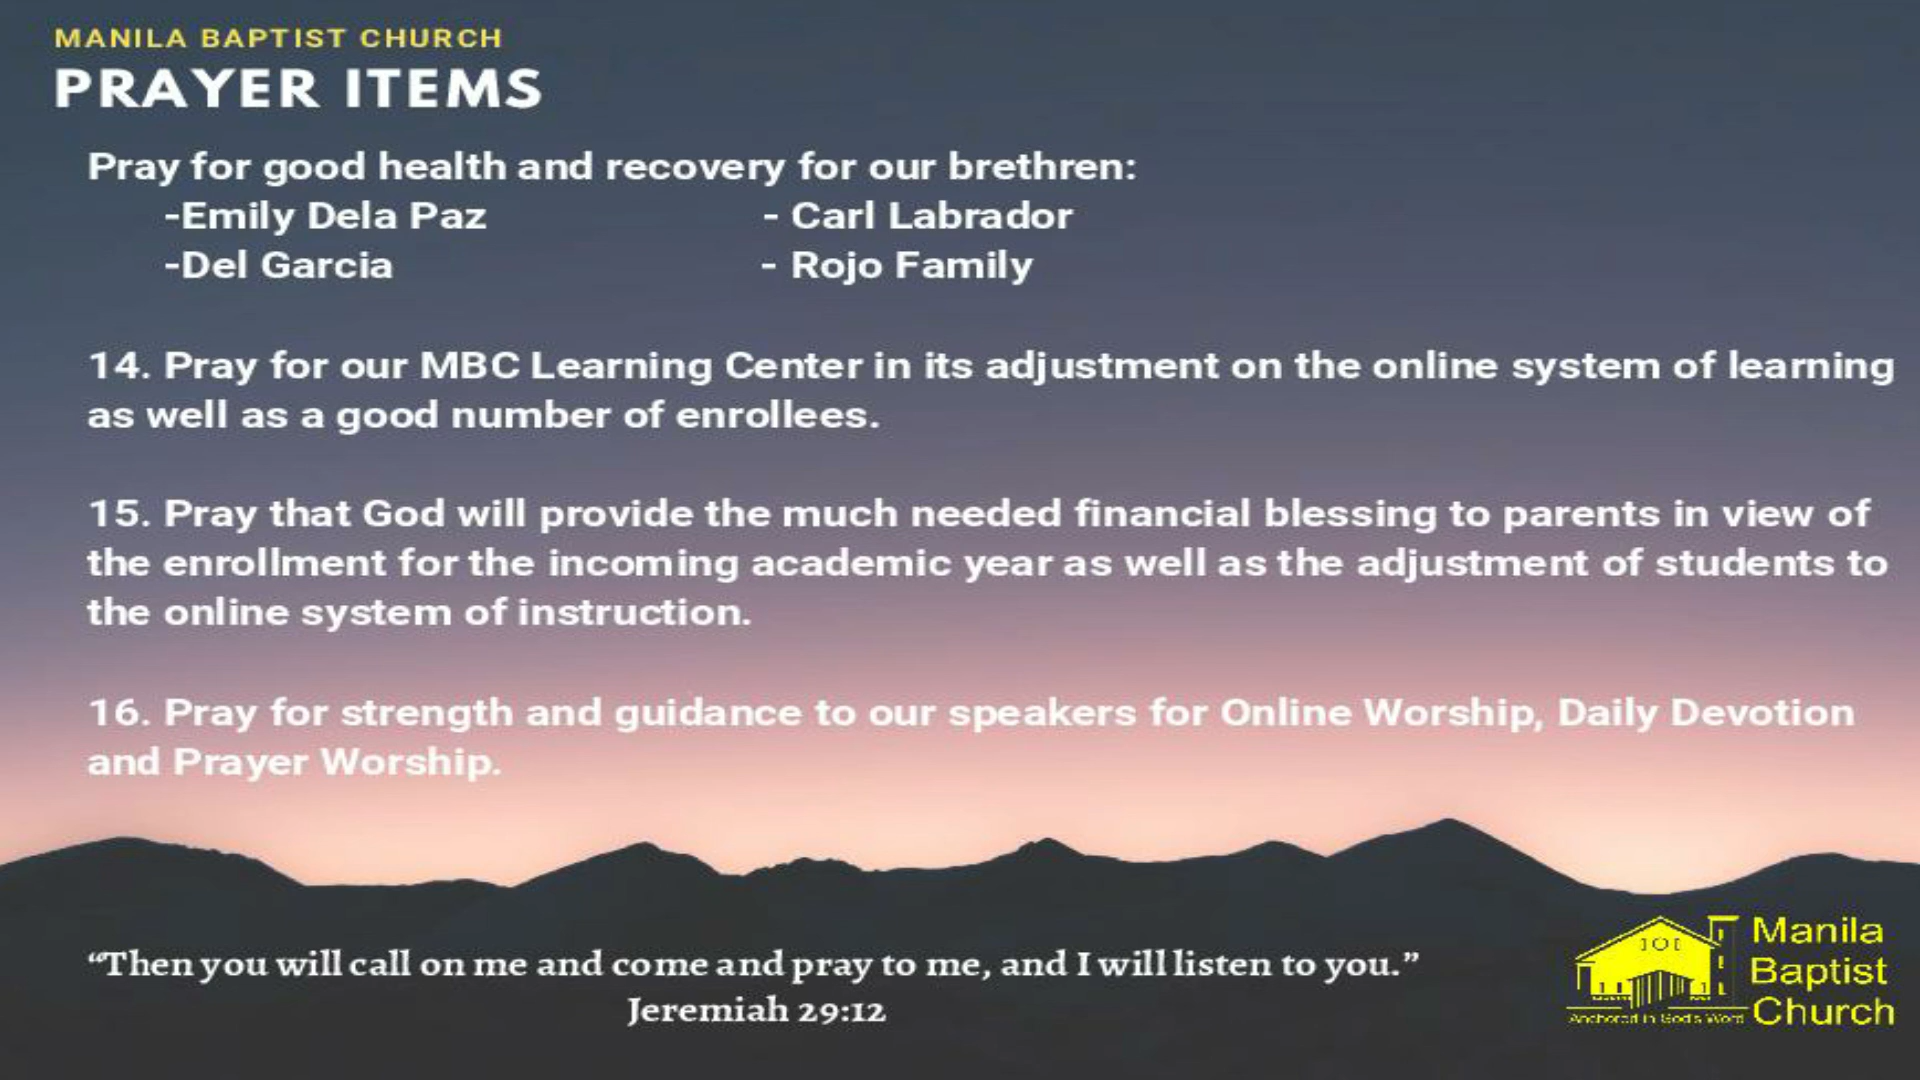 MANILA BAPTIST CHURCH
PRAYER ITEMS
Pray for good health and recovery for our brethren:
-Emily Dela Paz - Carl Labrador
-Del Garcia - Rojo Family
14. Pray for our MBC Learning Center in its adjustment on the online system of learning
as well as a good number of enrollees.
15. Pray that God will provide the much needed financial blessing to parents in view of
the enrollment for the incoming academic year as well as the adjustment of students to
the online system of instruction.
16. Pray for strength and guidance to our speakers for Online Worship, Daily Devotion
and Prayer Worship.
“Then you will call on me and come and pray to me, and I will listen to you.”
Jeremiah 29:12
Manila
Baptist
Church
Anchored in God's Word